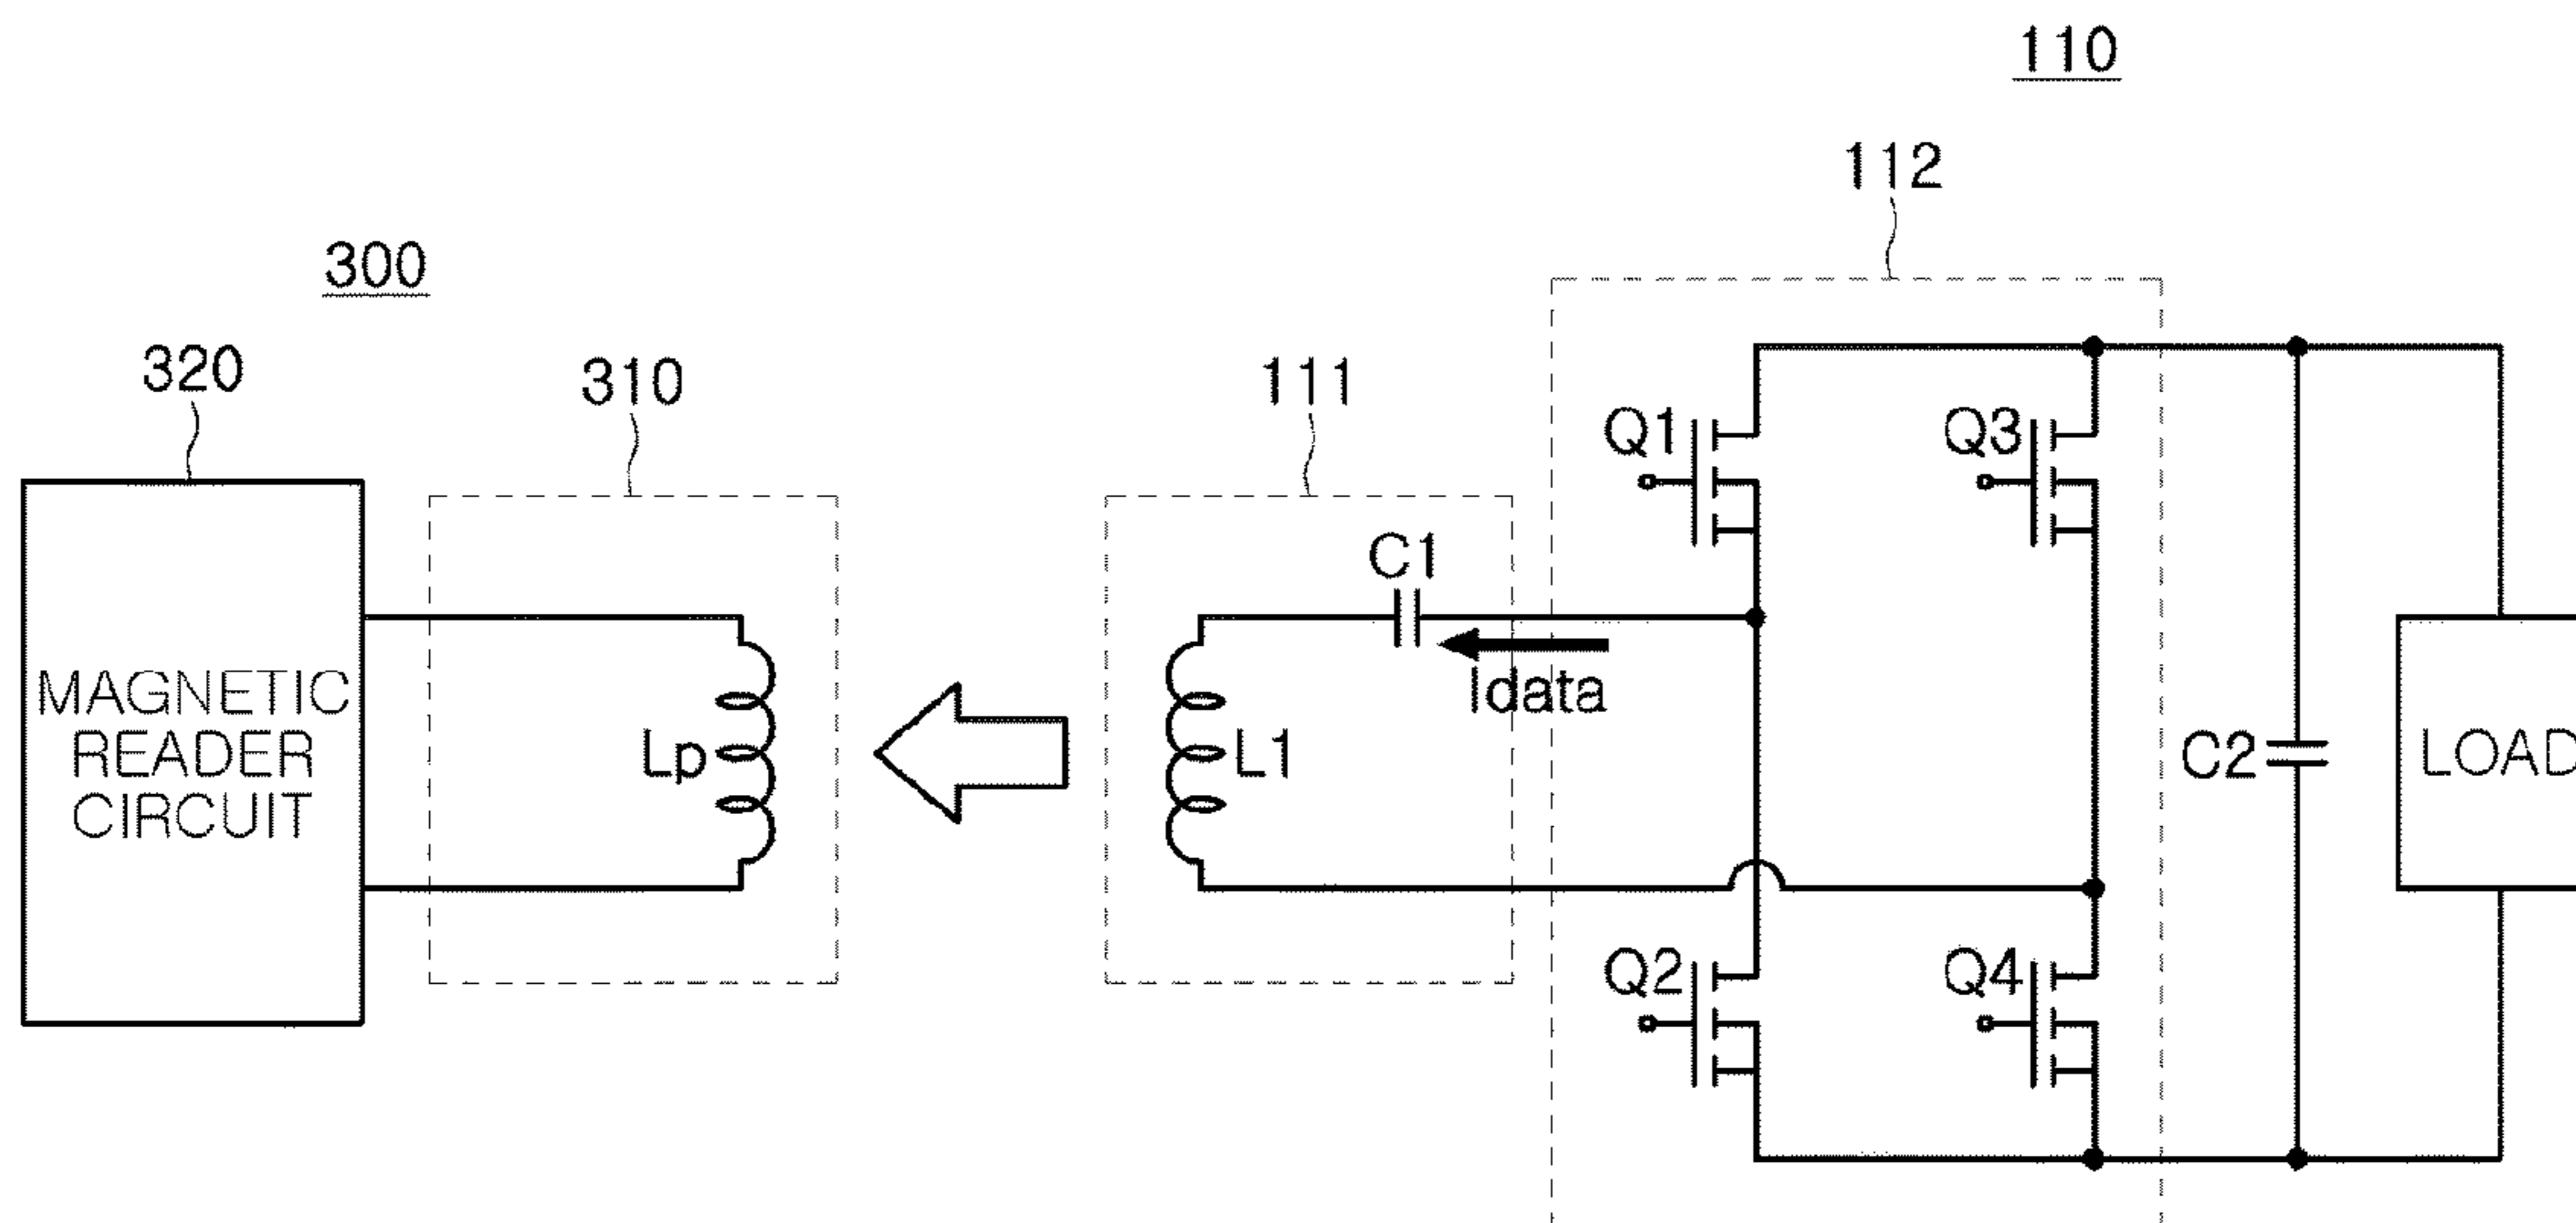 110
112
300
320
310
111
Q1
Q3
C1
Idata
MAGNETIC
READER
CIRCUIT
Lp
L1
C2
LOAD
Q2
Q4